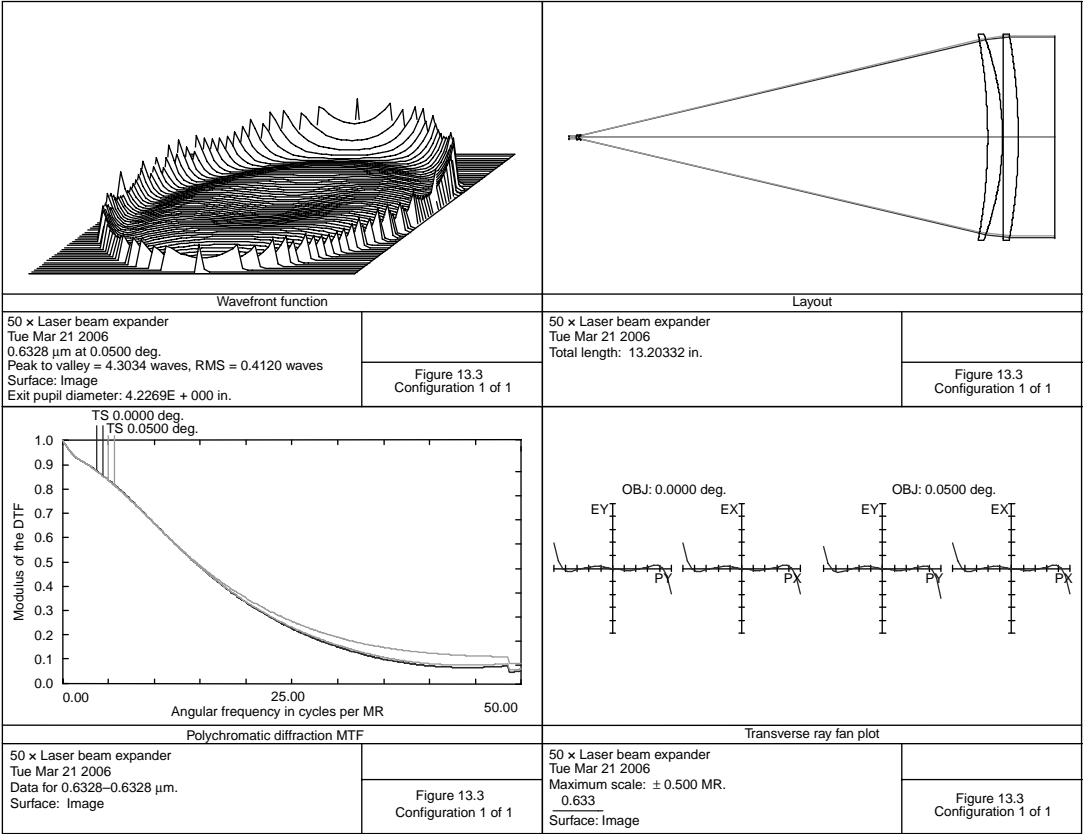 Wavefront function
50 × Laser beam expander
Tue Mar 21 2006
0.6328 μm at 0.0500 deg.
Peak to valley = 4.3034 waves, RMS = 0.4120 waves
Surface: Image
Exit pupil diameter: 4.2269E + 000 in.
Figure 13.3
Configuration 1 of 1
Layout
50 × Laser beam expander
Tue Mar 21 2006
Total length: 13.20332 in.
Figure 13.3
Configuration 1 of 1
TS 0.0000 deg.
TS 0.0500 deg.
1.0
0.9
0.8
0.7
0.6
0.5
0.4
0.3
0.2
0.1
0.0
Modulus of the DTF
0.00
25.00
50.00
Angular frequency in cycles per MR
Polychromatic diffraction MTF
50 × Laser beam expander
Tue Mar 21 2006
Data for 0.6328–0.6328 μm.
Surface: Image
Figure 13.3
Configuration 1 of 1
OBJ: 0.0000 deg.
OBJ: 0.0500 deg.
EY
EX
EY
EX
PY
PX
PY
PX
Transverse ray fan plot
50 × Laser beam expander
Tue Mar 21 2006
Maximum scale: ± 0.500 MR.
0.633
Surface: Image
Figure 13.3
Configuration 1 of 1